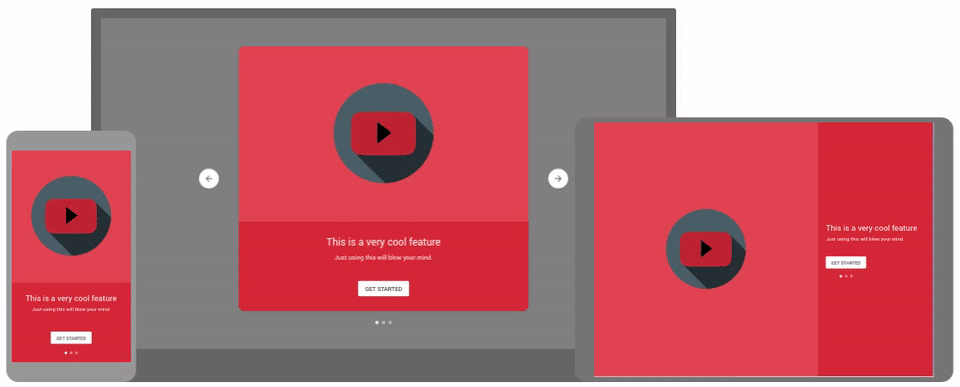 This is a very cool feature
Just using this will blow your mind.
GET STARTED
This is a very cool feature
Just using this will blow your mind.
GET STARTED
This is a very cool feature
Just using this will blow your mind.
GET STARTED